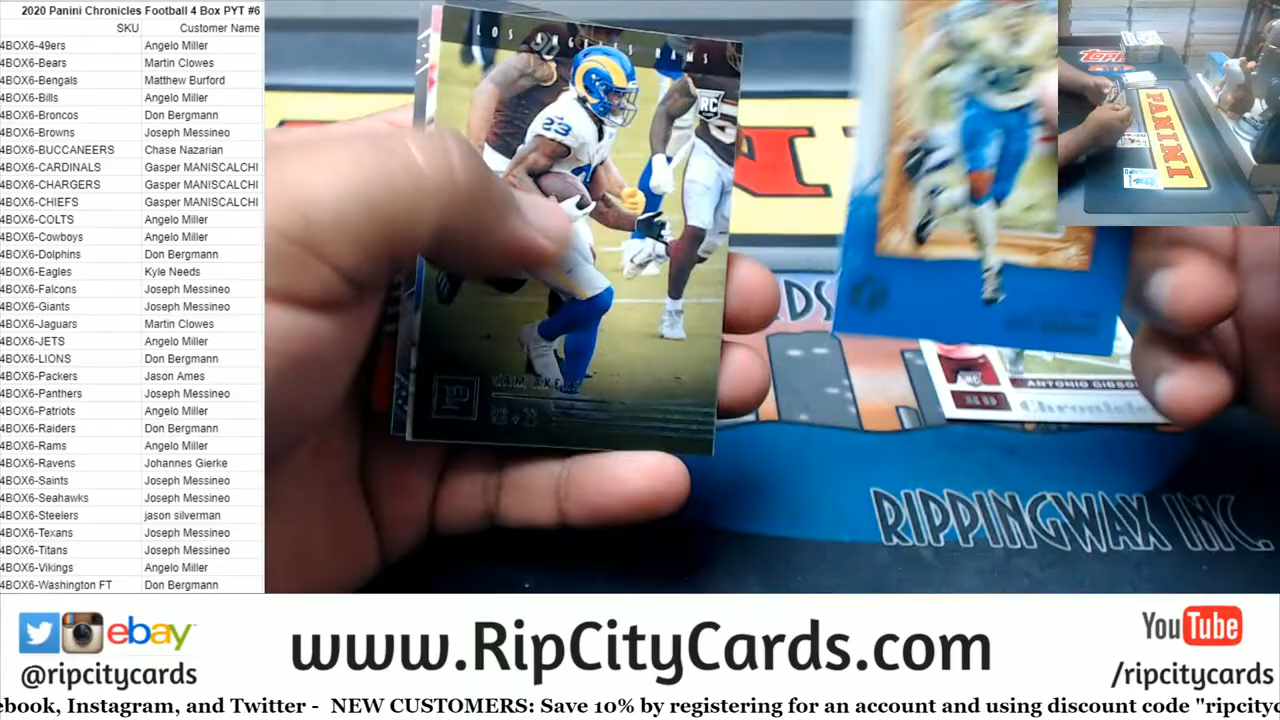 2020 Panini Chronicles Football 4 Box PYT #6
SKU Customer Name
4BOX6-49ers Angelo Miller
4BOX6-Bears Martin Clowes
4BOX6-Bengals Matthew Burford
4BOX6-Bills Angelo Miller
4BOX6-Broncos Don Bergmann
4BOX6-Browns Joseph Messineo
4BOX6-BUCCANEERS Chase Nazarian
4BOX6-CARDINALS Gasper MANISCALCHI
4BOX6-CHARGERS Gasper MANISCALCHI
4BOX6-CHIEFS Gasper MANISCALCHI
4BOX6-COLTS Angelo Miller
4BOX6-Cowboys Angelo Miller
4BOX6-Dolphins Don Bergmann
4BOX6-Eagles Kyle Needs
4BOX6-Falcons Joseph Messineo
4BOX6-Giants Joseph Messineo
4BOX6-Jaguars Martin Clowes
4BOX6-JETS Angelo Miller
4BOX6-LIONS Don Bergmann
4BOX6-Packers Jason Ames
4BOX6-Panthers Joseph Messineo
4BOX6-Patriots Angelo Miller
4BOX6-Raiders Don Bergmann
4BOX6-Rams Angelo Miller
4BOX6-Ravens Johannes Gierke
4BOX6-Saints Joseph Messineo
4BOX6-Seahawks Joseph Messineo
4BOX6-Steelers jason silverman
4BOX6-Texans Joseph Messineo
4BOX6-Titans Joseph Messineo
4BOX6-Vikings Angelo Miller
4BOX6-Washington FT Don Bergmann
LOS ANGELES RAMS
RC
23
CAM AKERS
P
TOPPS
PANINI
RDS
RC
ANTONIO GIBSO
Chronicle
RIPPINGWAX INC.
ebay
@ripcitycards
www.RipCityCards.com
YouTube
/ripcitycards
ebook, Instagram, and Twitter - NEW CUSTOMERS: Save 10% by registering for an account and using discount code "ripcityc